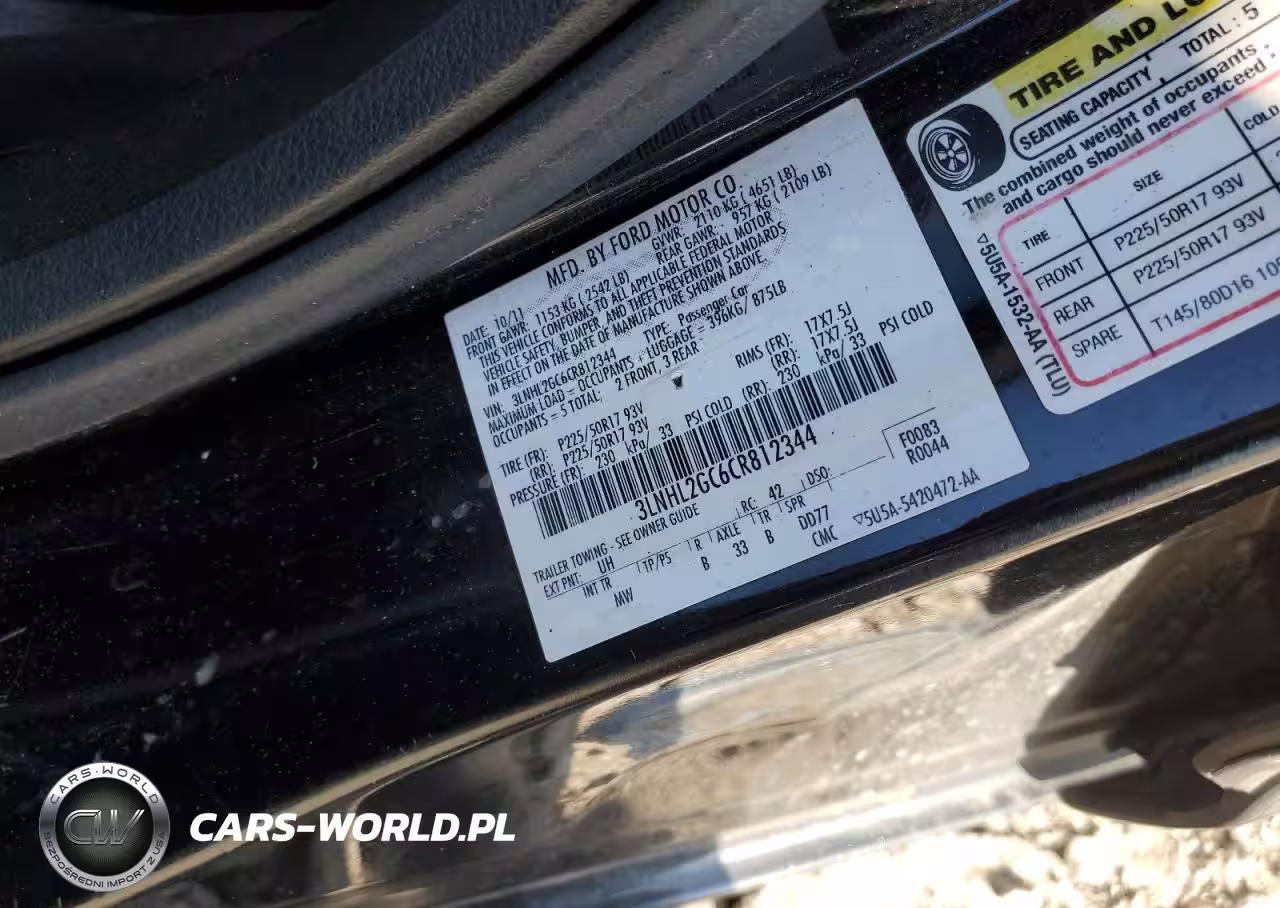 MFD. BY FORD MOTOR CO.
DATE: 10/11 GVWR: 2110 KG ( 4651 LB)
FRONT GAWR: 1153 KG ( 2542 LB) REAR GAWR: 957 KG ( 2109 LB)
THIS VEHICLE CONFORMS TO ALL APPLICABLE FEDERAL MOTOR
VEHICLE SAFETY, BUMPER, AND THEFT PREVENTION STANDARDS
IN EFFECT ON THE DATE OF MANUFACTURE SHOWN ABOVE
VIN: 3LNHL2GC6CR812344 TYPE: Passenger Car
MAXIMUM LOAD = OCCUPANTS + LUGGAGE = 396KG/ 875LB
OCCUPANTS = 5 TOTAL, 2 FRONT, 3 REAR
TIRE (FR): P225/50R17 93V RIMS (FR): 17X7.5J
(RR): P225/50R17 93V (RR): 17X7.5J
PRESSURE (FR): 230 kPa/ 33 PSI COLD (RR): 230 kPa/ 33 PSI COLD
3LNHL2GC6CR812344
TRAILER TOWING - SEE OWNER GUIDE
EXT PNT: UH RC: 42 DSO: F0083
R0044
INT TR TP/PS R AXLE TR SPR
MW B 33 B DD77
CMC
▽5U5A-5420472-AA
TIRE AND
SEATING CAPACITY TOTAL : 5
The combined weight of occupants
and cargo should never exceed
TIRE SIZE COLD
FRONT P225/50R17 93V
REAR P225/50R17 93V
SPARE T145/80D16
▽5U5A-1532-AA (TLU)
CARS-WORLD
CW
BEZPOŚREDNI IMPORT Z USA
CARS-WORLD.PL